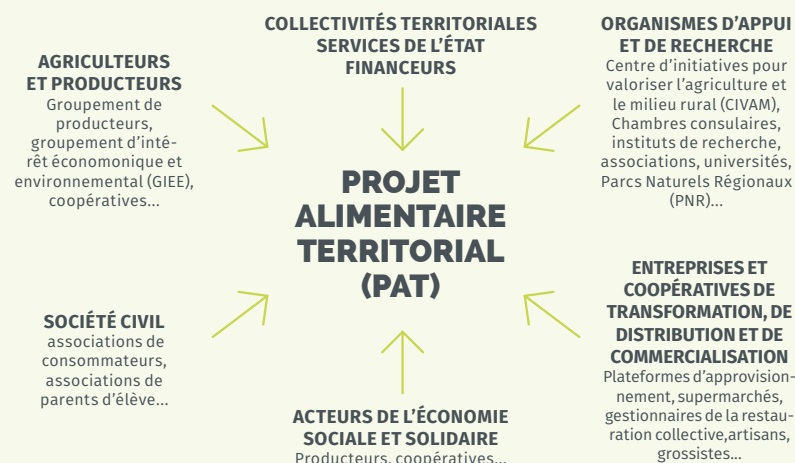 COLLECTIVITÉS TERRITORIALES
SERVICES DE L'ÉTAT
FINANCEURS
AGRICULTEURS
ET PRODUCTEURS
Groupement de
producteurs,
groupement d'inté-
rêt économonique et
environnemental (GIEE),
coopératives...
ORGANISMES D'APPUI
ET DE RECHERCHE
Centre d'initiatives pour
valoriser l'agriculture et
le milieu rural (CIVAM),
Chambres consulaires,
instituts de recherche,
associations, universités,
Parcs Naturels Régionaux
(PNR)...
PROJET
ALIMENTAIRE
TERRITORIAL
(PAT)
SOCIÉTÉ CIVIL
associations de
consommateurs,
associations de
parents d'élève...
ENTREPRISES ET
COOPÉRATIVES DE
TRANSFORMATION, DE
DISTRIBUTION ET DE
COMMERCIALISATION
Plateformes d'approvision-
nement, supermarchés,
gestionnaires de la restau-
ration collective,artisans,
grossistes...
ACTEURS DE L'ÉCONOMIE
SOCIALE ET SOLIDAIRE
Producteurs, coopératives...